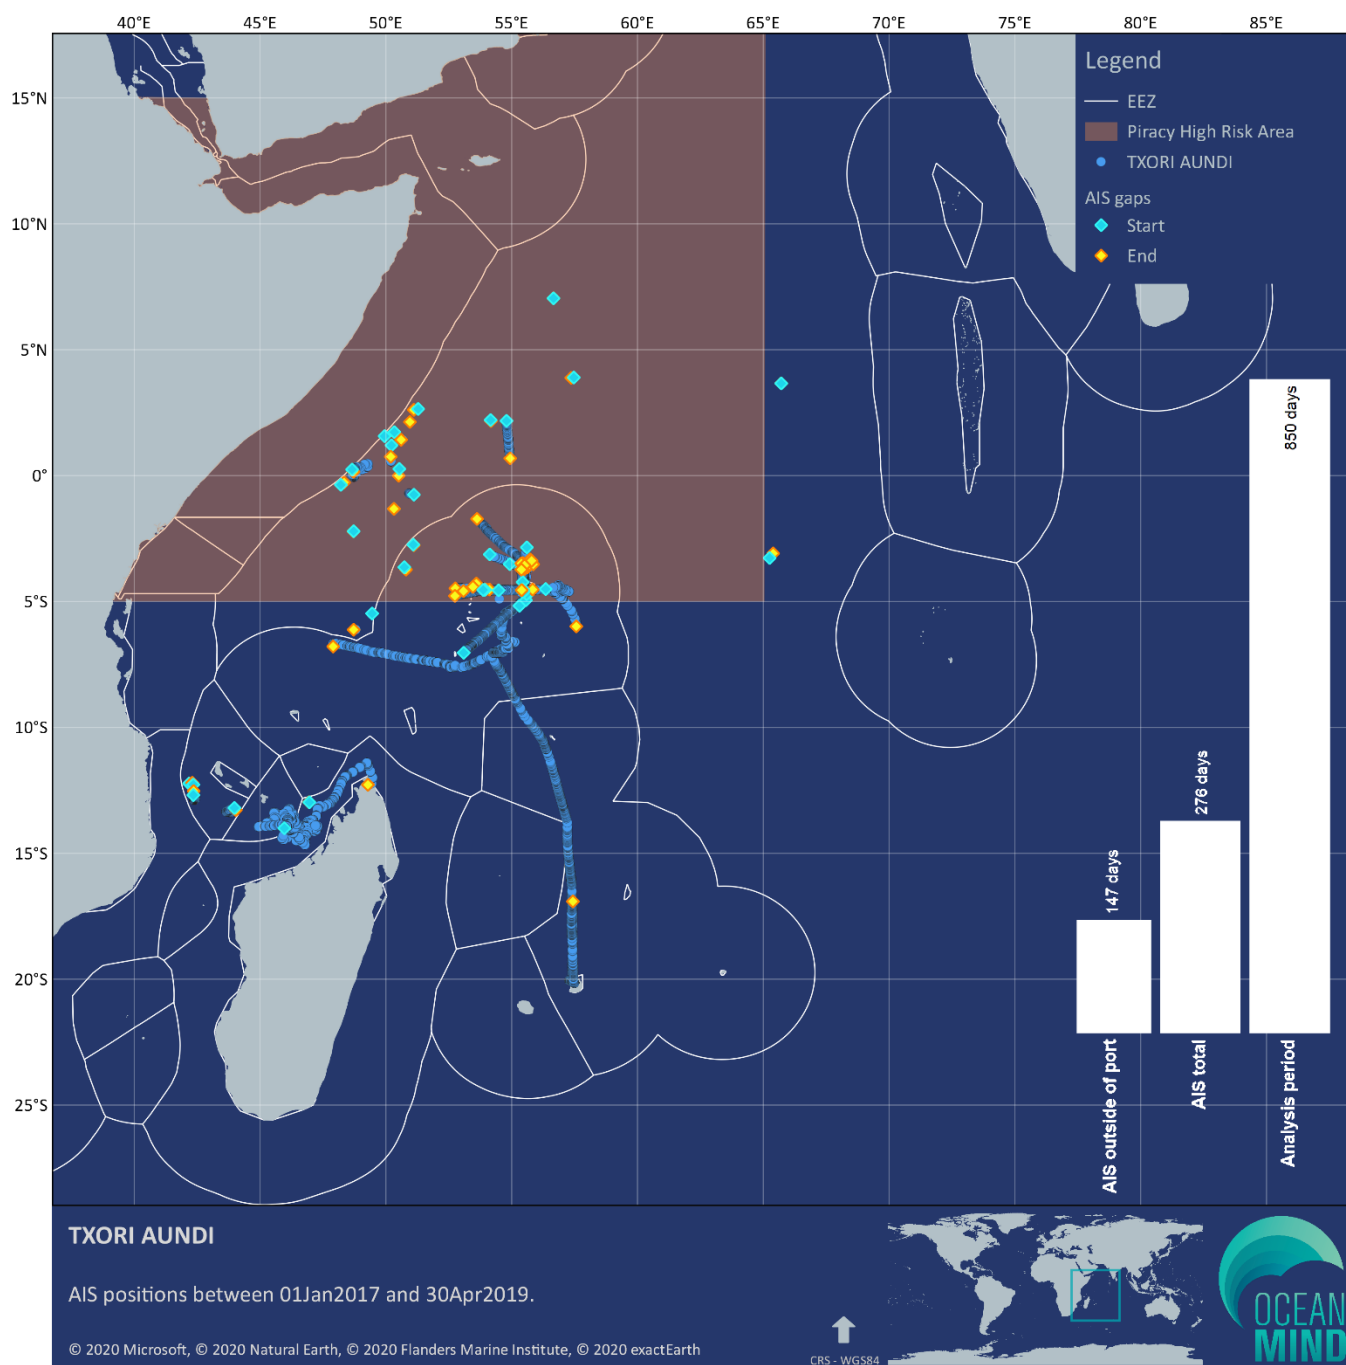 40°E 45°E 50°E 55°E 60°E 65°E 70°E 75°E 80°E 85°E
15°N
10°N
5°N
0°
5°S
10°S
15°S
20°S
25°S
Legend
EEZ
Piracy High Risk Area
TXORI AUNDI
AIS gaps
Start
End
147 days
276 days
850 days
AIS outside of port
AIS total
Analysis period
TXORI AUNDI
AIS positions between 01Jan2017 and 30Apr2019.
© 2020 Microsoft, © 2020 Natural Earth, © 2020 Flanders Marine Institute, © 2020 exactEarth
CRS - WGS84
OCEAN
MIND